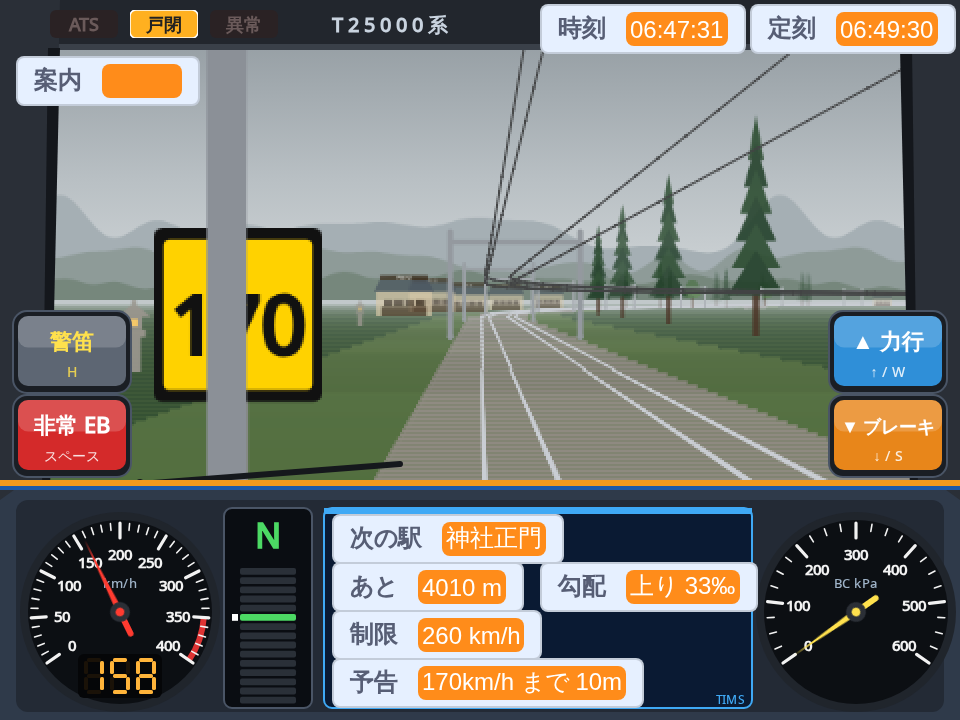 ATS 戸閉 異常 T25000系
時刻 06:47:31 定刻 06:49:30
案内
170
警笛
H
非常 EB
スペース
▲ 力行
↑ / W
▼ ブレーキ
↓ / S
0 50 100 150 200 250 300 350 400
km/h
158
N
次の駅 神社正門
あと 4010 m 勾配 上り 33‰
制限 260 km/h
予告 170km/h まで 10m
TIMS
0 100 200 300 400 500 600
BC kPa